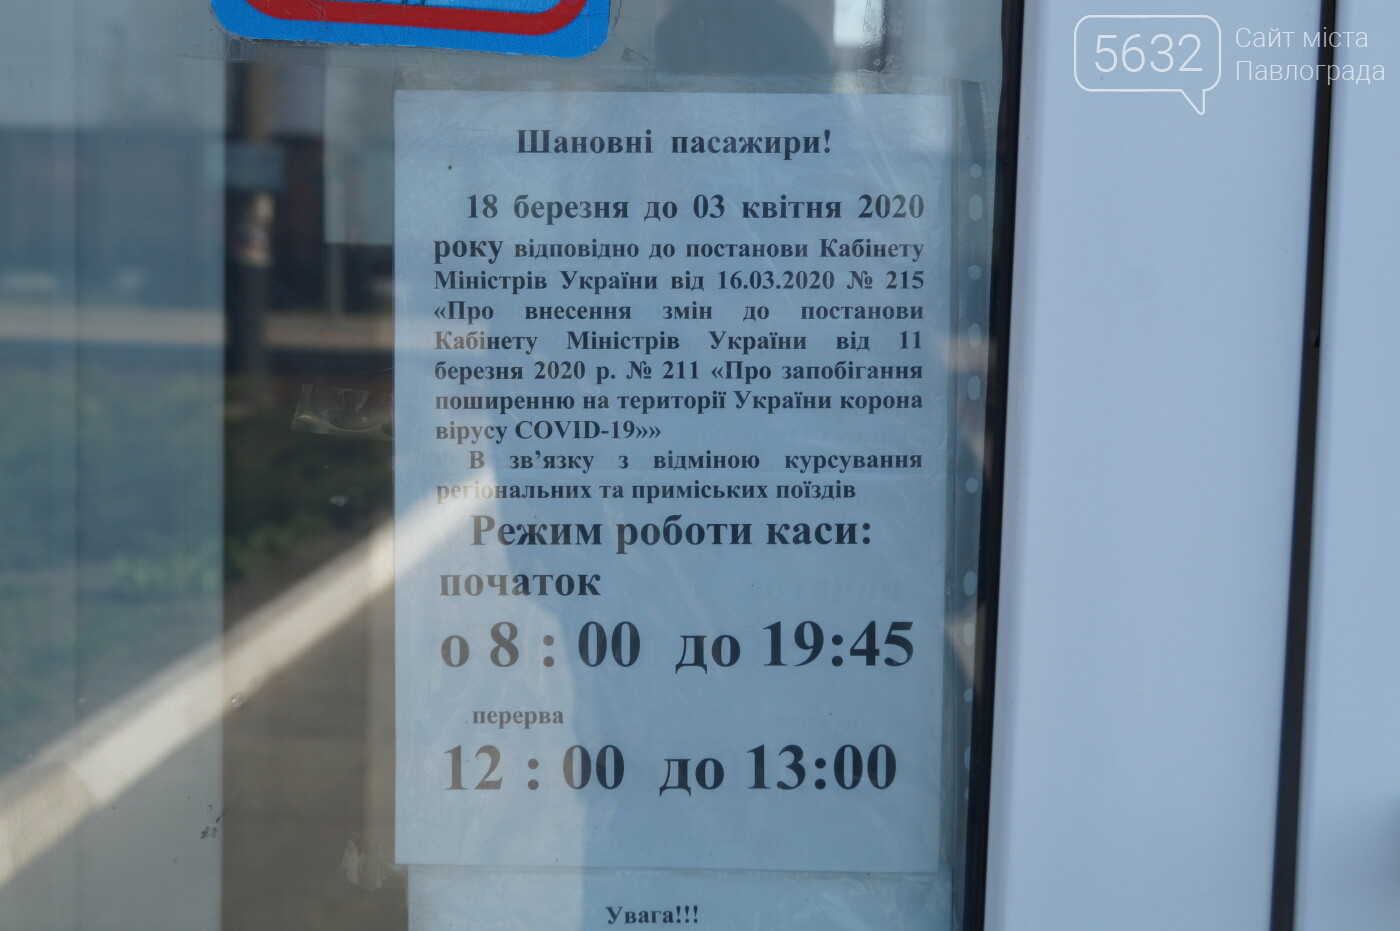 5632
Сайт міста
Павлограда
Шановні пасажири!
18 березня до 03 квітня 2020
року відповідно до постанови Кабінету
Міністрів України від 16.03.2020 № 215
«Про внесення змін до постанови
Кабінету Міністрів України від 11
березня 2020 р. № 211 «Про запобігання
поширенню на території України корона
вірусу COVID-19»»
В зв’язку з відміною курсування
регіональних та приміських поїздів
Режим роботи каси:
початок
о 8 : 00 до 19:45
перерва
12 : 00 до 13:00
Увага!!!